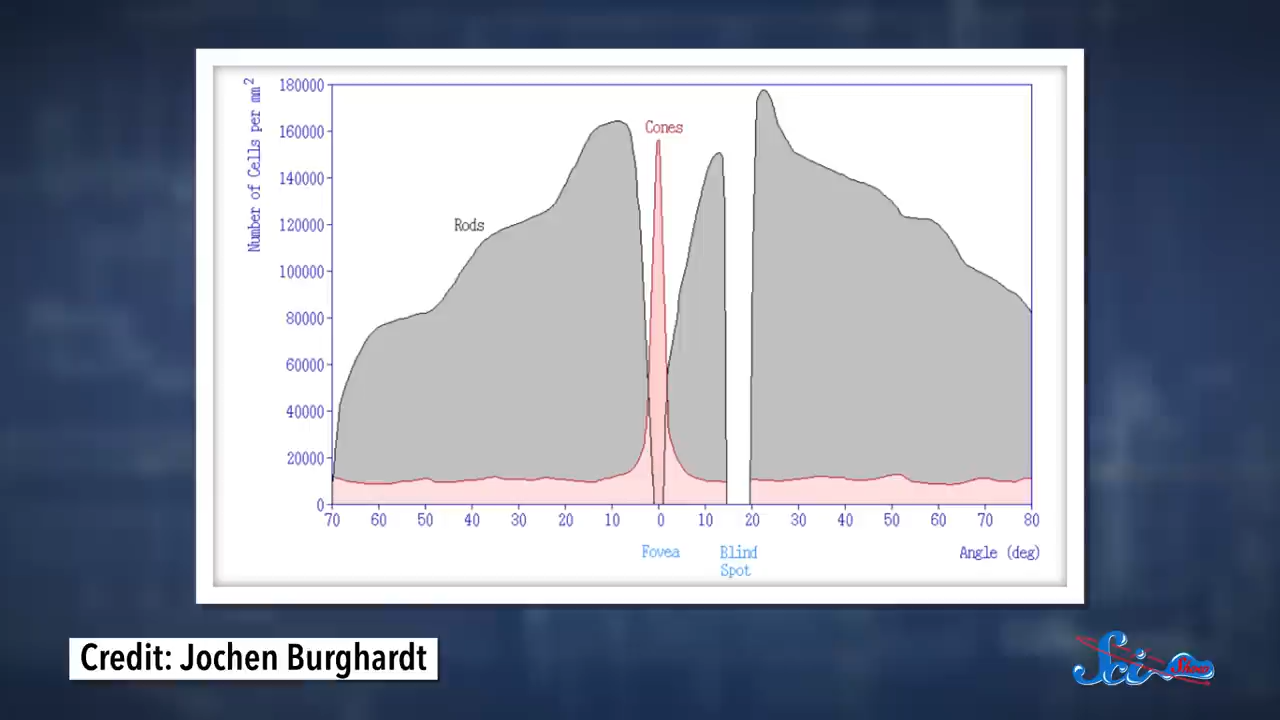 Number of Cells per mm²
180000
160000
140000
120000
100000
80000
60000
40000
20000
0
Cones
Rods
70 60 50 40 30 20 10 0 10 20 30 40 50 60 70 80
Fovea
Blind
Spot
Angle (deg)
Credit: Jochen Burghardt
Sci Show